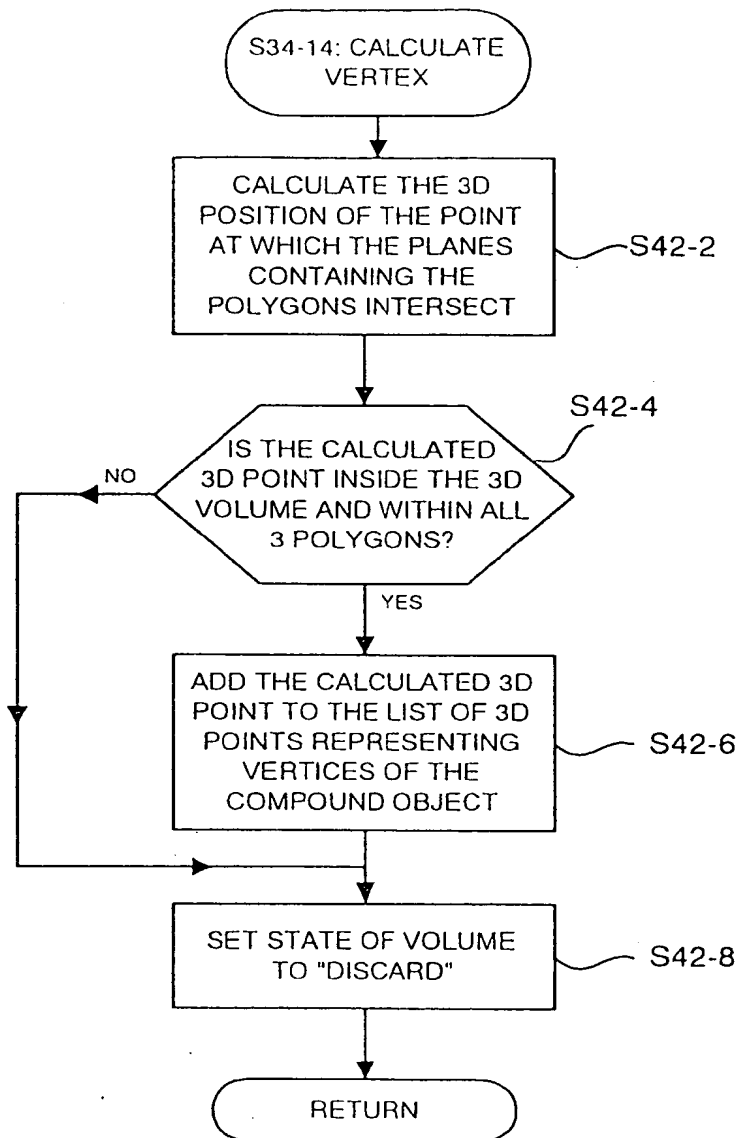 S34-14: CALCULATE
VERTEX
CALCULATE THE 3D
POSITION OF THE POINT
AT WHICH THE PLANES
CONTAINING THE
POLYGONS INTERSECT
S42-2
S42-4
IS THE CALCULATED
3D POINT INSIDE THE 3D
VOLUME AND WITHIN ALL
3 POLYGONS?
NO
YES
ADD THE CALCULATED 3D
POINT TO THE LIST OF 3D
POINTS REPRESENTING
VERTICES OF THE
COMPOUND OBJECT
S42-6
SET STATE OF VOLUME
TO "DISCARD"
S42-8
RETURN